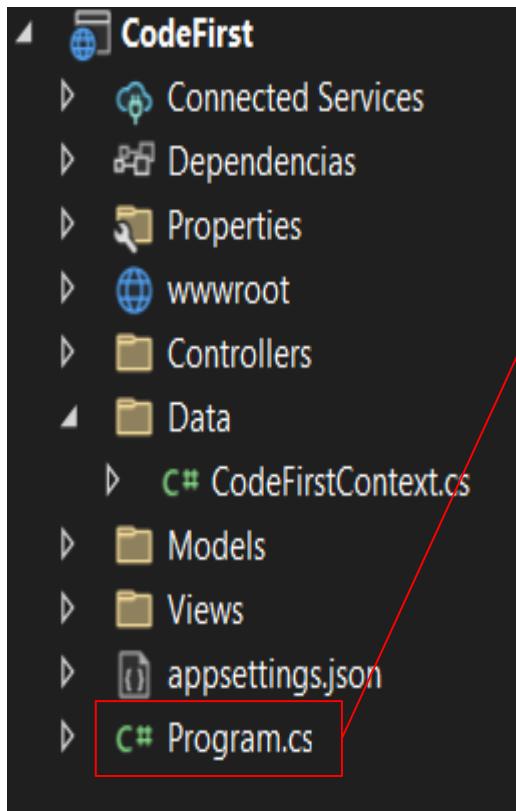 CodeFirst
Connected Services
Dependencias
Properties
wwwroot
Controllers
Data
C# CodeFirstContext.cs
Models
Views
appsettings.json
C# Program.cs